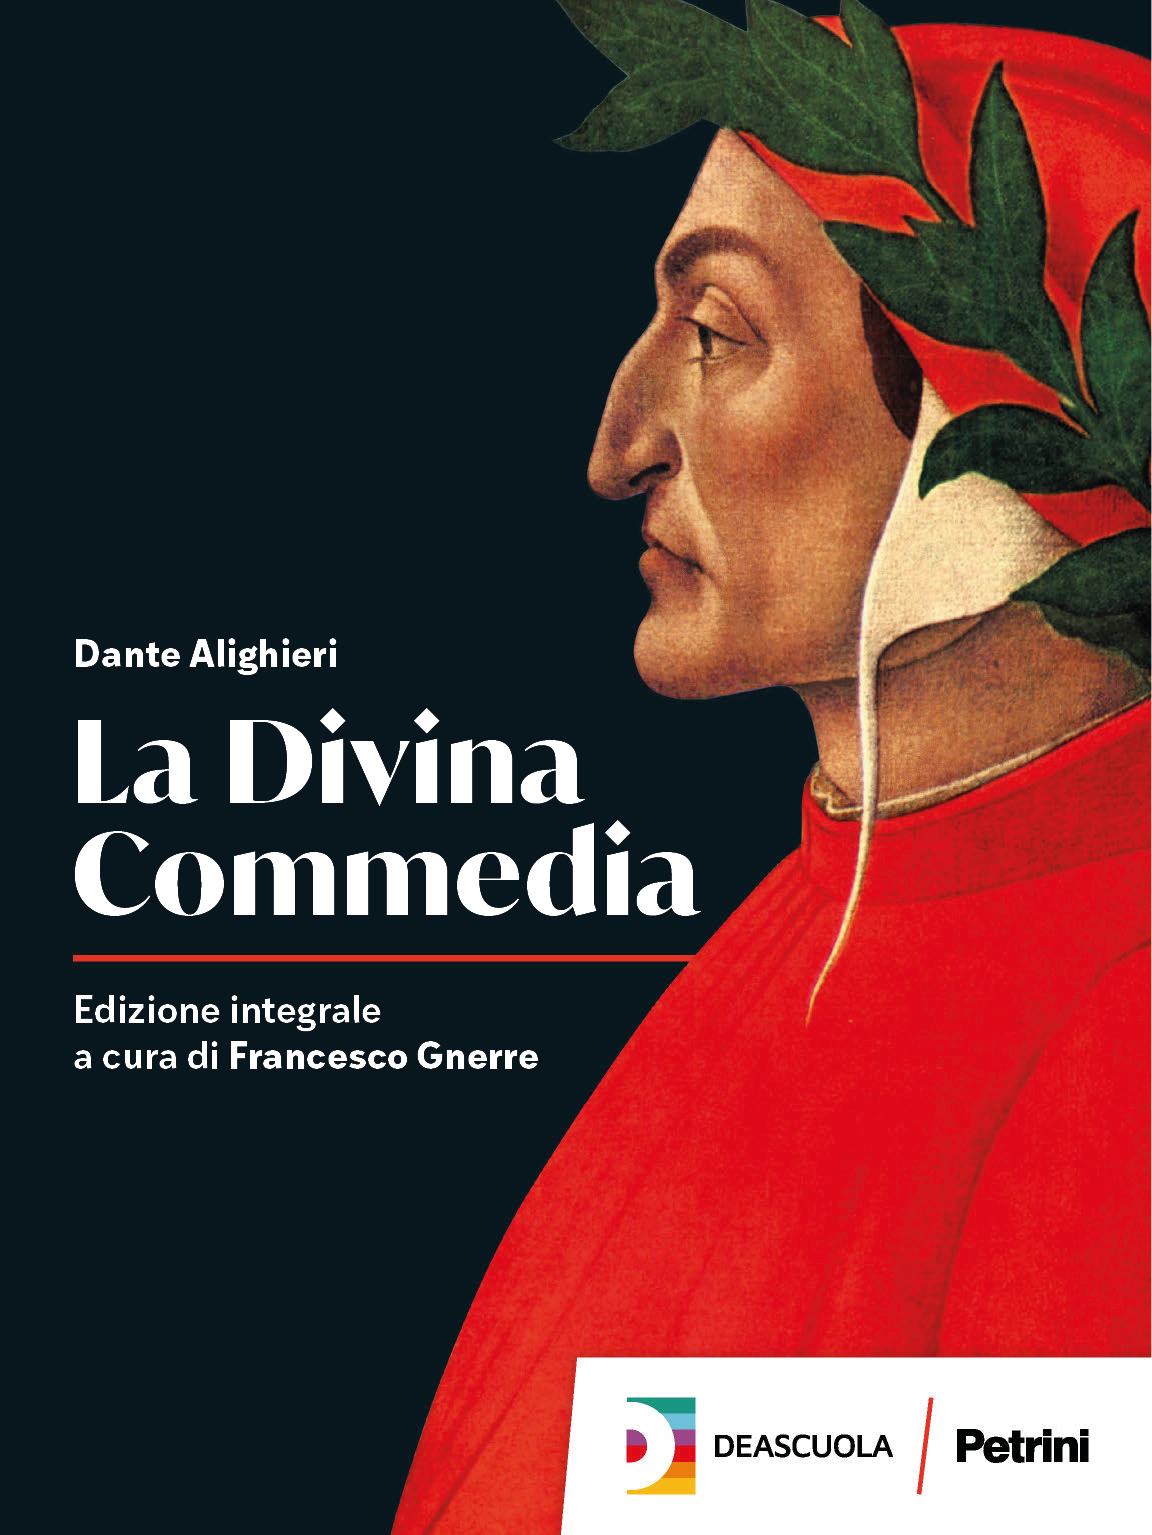 Dante Alighieri
La Divina
Commedia
Edizione integrale
a cura di Francesco Gnerre
DEASCUOLA
Petrini